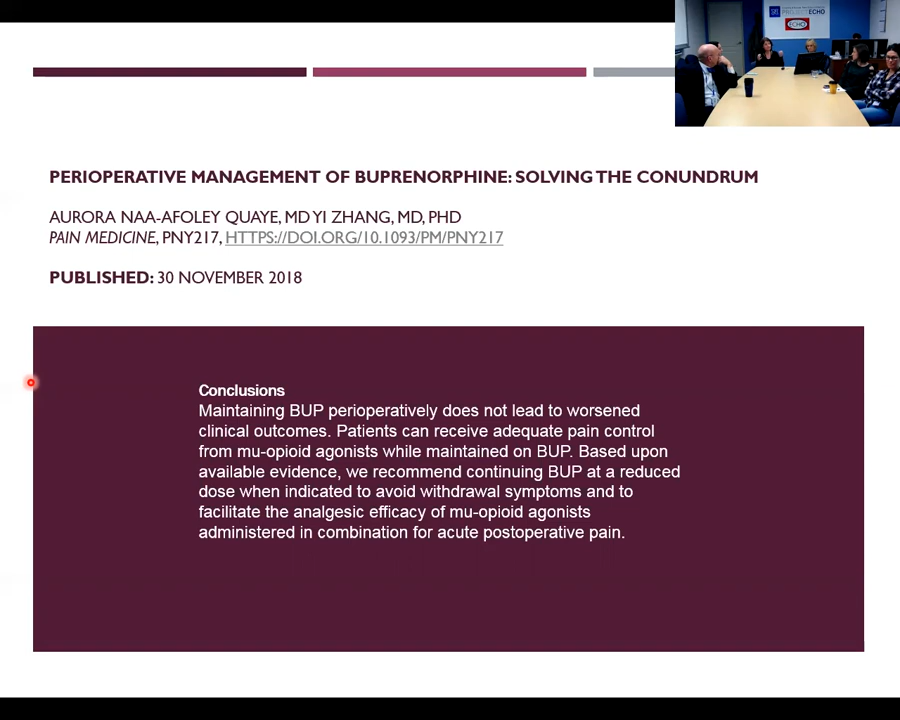 PROJECT ECHO
ECHO
PERIOPERATIVE MANAGEMENT OF BUPRENORPHINE: SOLVING THE CONUNDRUM
AURORA NAA-AFOLEY QUAYE, MD YI ZHANG, MD, PHD
PAIN MEDICINE, PNY217, HTTPS://DOI.ORG/10.1093/PM/PNY217
PUBLISHED: 30 NOVEMBER 2018
Conclusions
Maintaining BUP perioperatively does not lead to worsened
clinical outcomes. Patients can receive adequate pain control
from mu-opioid agonists while maintained on BUP. Based upon
available evidence, we recommend continuing BUP at a reduced
dose when indicated to avoid withdrawal symptoms and to
facilitate the analgesic efficacy of mu-opioid agonists
administered in combination for acute postoperative pain.